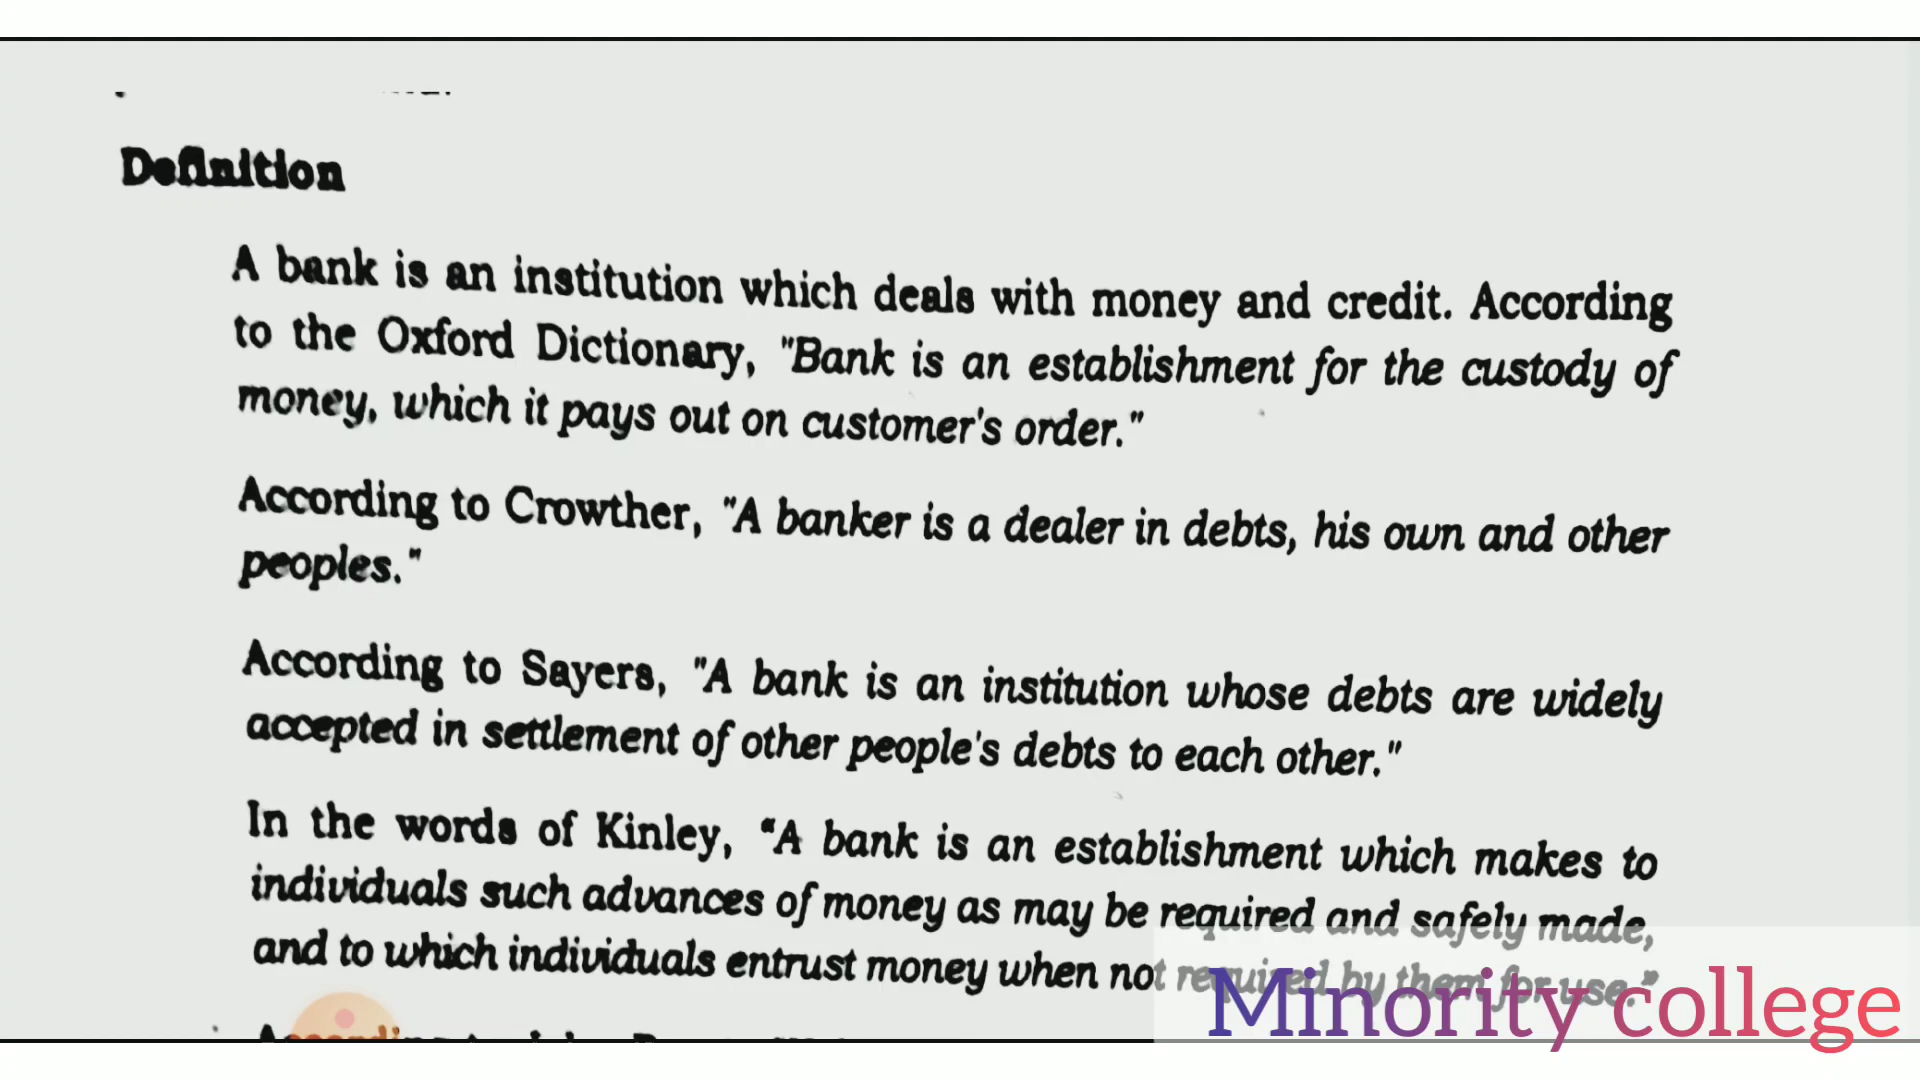 Definition
A bank is an institution which deals with money and credit. According
to the Oxford Dictionary, "Bank is an establishment for the custody of
money, which it pays out on customer's order."
According to Crowther, "A banker is a dealer in debts, his own and other
peoples."
According to Sayers, "A bank is an institution whose debts are widely
accepted in settlement of other people's debts to each other."
In the words of Kinley, “A bank is an establishment which makes to
individuals such advances of money as may be required and safely made,
and to which individuals entrust money when not required by them for use.”
Minority college